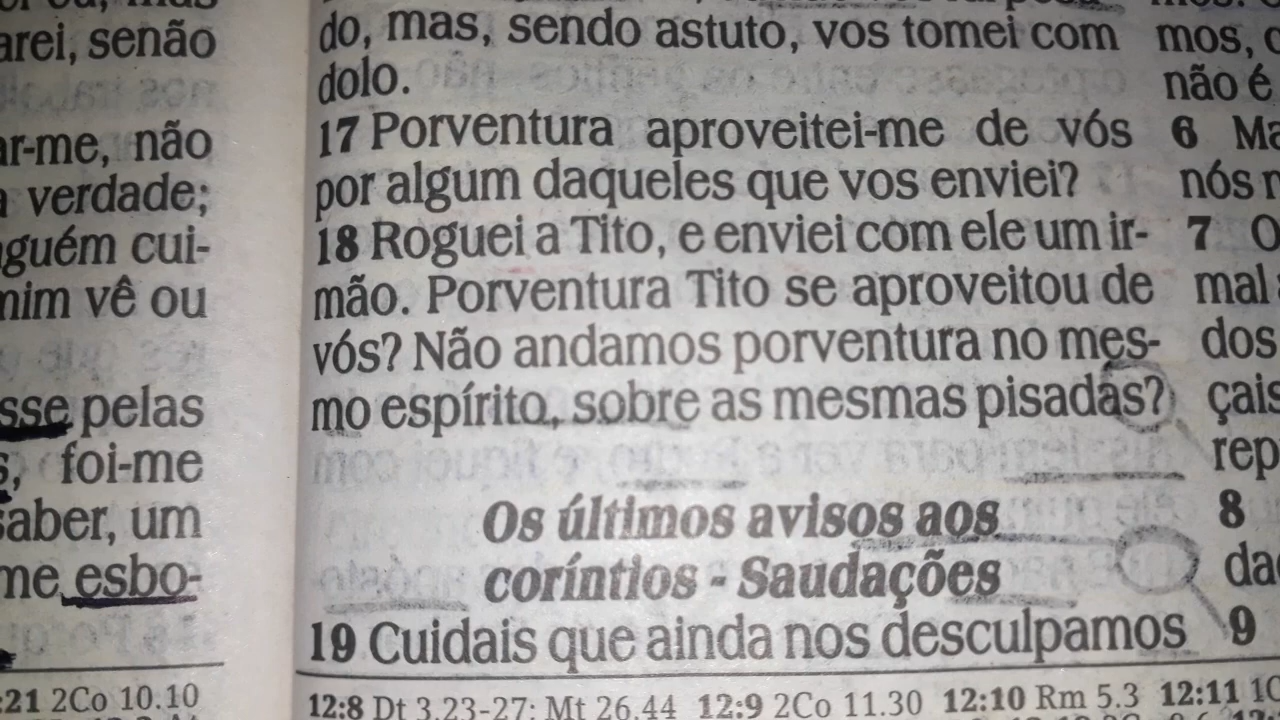 arei, senão
ar-me, não
a verdade;
guém cui-
mim vê ou
sse pelas
s, foi-me
saber, um
me esbo-
:21 2Co 10.10
do, mas, sendo astuto, vos tomei com
dolo.
17 Porventura aproveitei-me de vós
por algum daqueles que vos enviei?
18 Roguei a Tito, e enviei com ele um ir-
mão. Porventura Tito se aproveitou de
vós? Não andamos porventura no mes-
mo espírito, sobre as mesmas pisadas?
Os últimos avisos aos
coríntios - Saudações
19 Cuidais que ainda nos desculpamos
12:8 Dt 3.23-27; Mt 26.44 12:9 2Co 11.30 12:10 Rm 5.3 12:11 1C
mos, c
não é
6 Ma
nós n
7 O
mal
dos
çais
rep
8
da
9